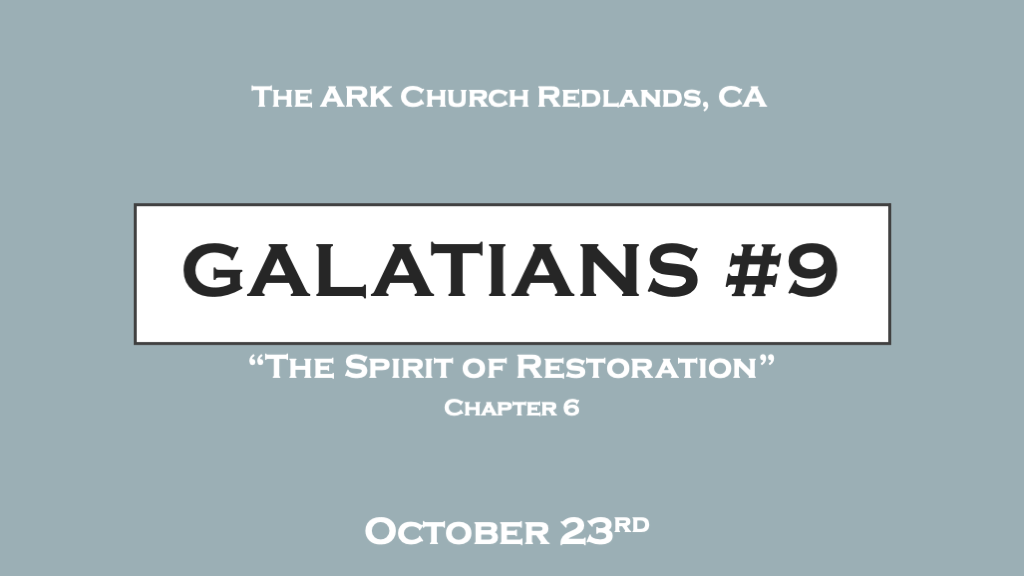 The ARK Church Redlands, CA
GALATIANS #9
“The Spirit of Restoration”
Chapter 6
October 23rd